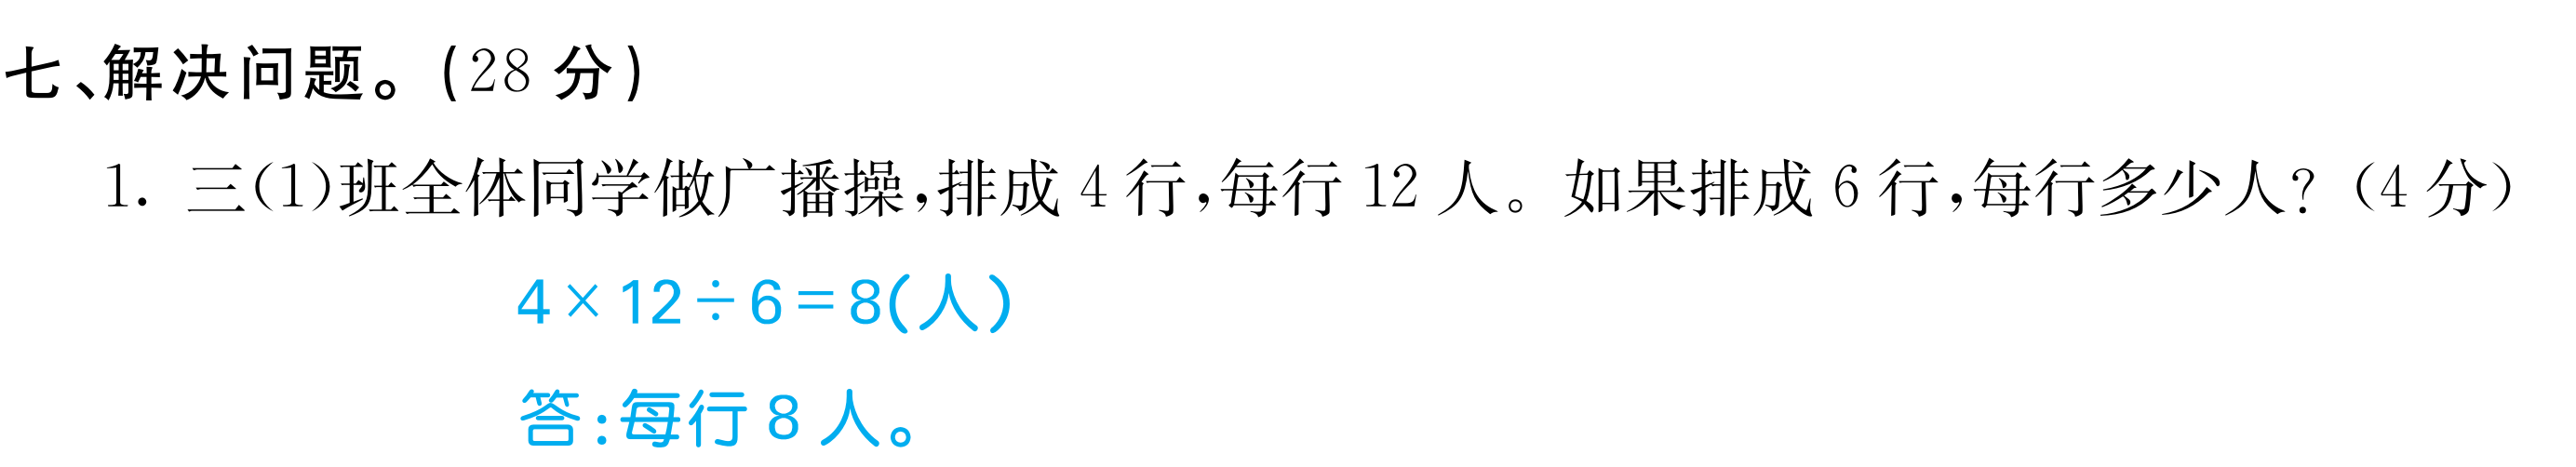 七、解决问题。(28 分)
1. 三(1)班全体同学做广播操,排成 4 行,每行 12 人。如果排成 6 行,每行多少人?(4 分)
4×12÷6=8(人)
答:每行 8 人。